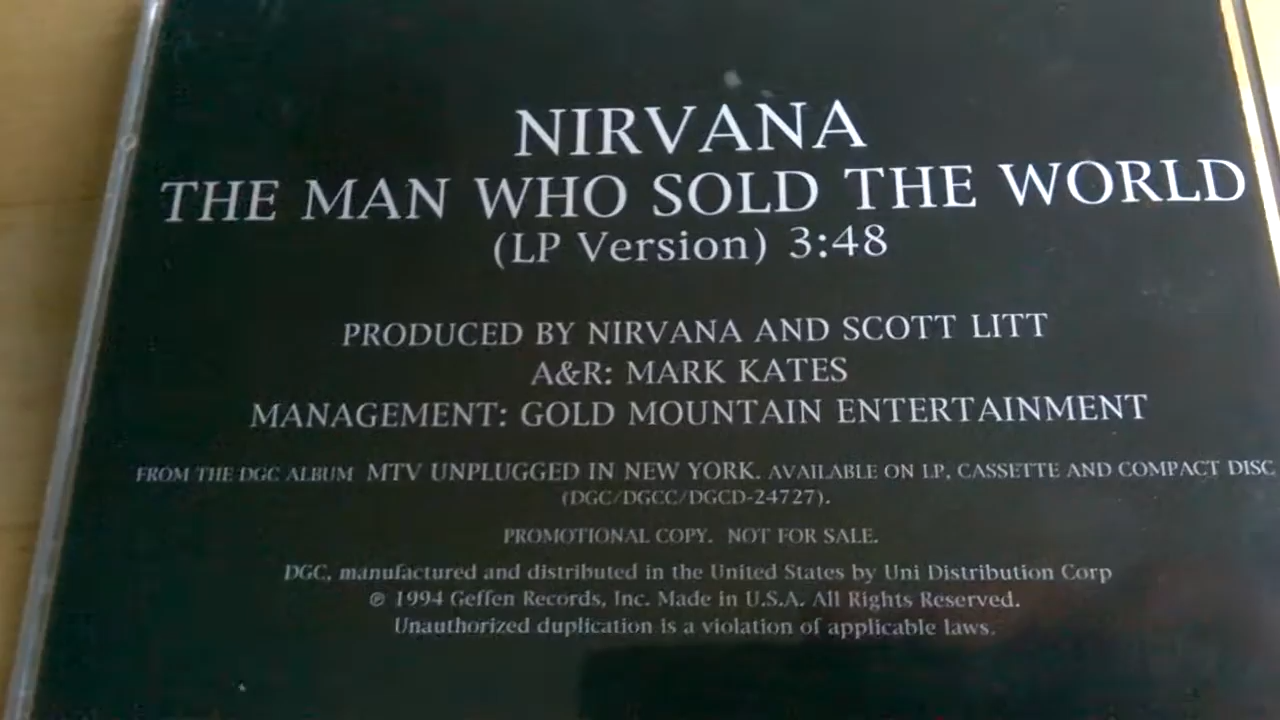 NIRVANA
THE MAN WHO SOLD THE WORLD
(LP Version) 3:48
PRODUCED BY NIRVANA AND SCOTT LITT
A&R: MARK KATES
MANAGEMENT: GOLD MOUNTAIN ENTERTAINMENT
FROM THE DGC ALBUM MTV UNPLUGGED IN NEW YORK. AVAILABLE ON LP, CASSETTE AND COMPACT DISC
(DGC/DGCC/DGCD-24727).
PROMOTIONAL COPY. NOT FOR SALE.
DGC, manufactured and distributed in the United States by Uni Distribution Corp
℗ 1994 Geffen Records, Inc. Made in U.S.A. All Rights Reserved.
Unauthorized duplication is a violation of applicable laws.